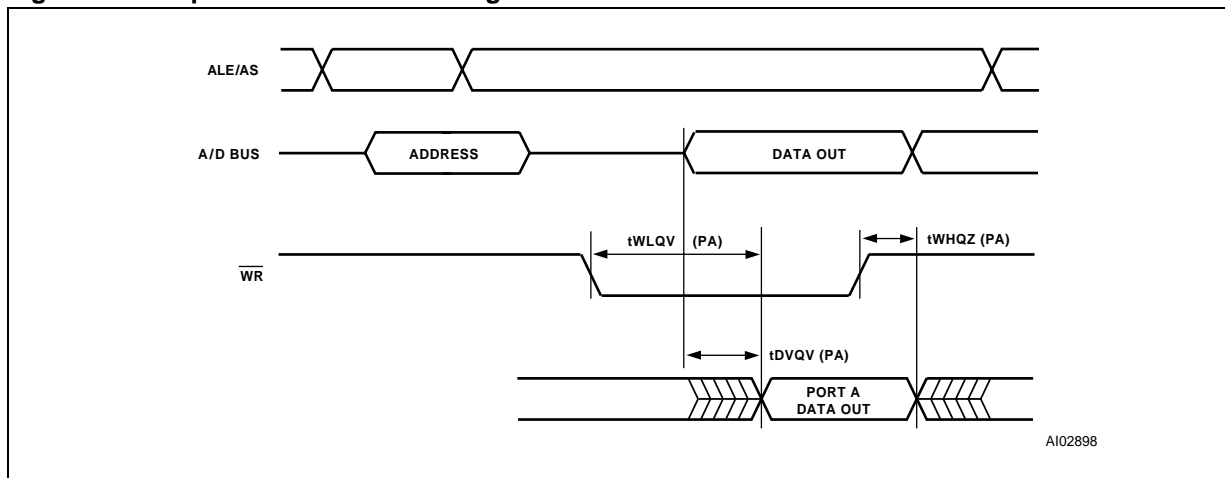 ALE/AS
A/D BUS
ADDRESS
DATA OUT
tWLQV (PA)
tWHQZ (PA)
WR
tDVQV (PA)
PORT A
DATA OUT
AI02898